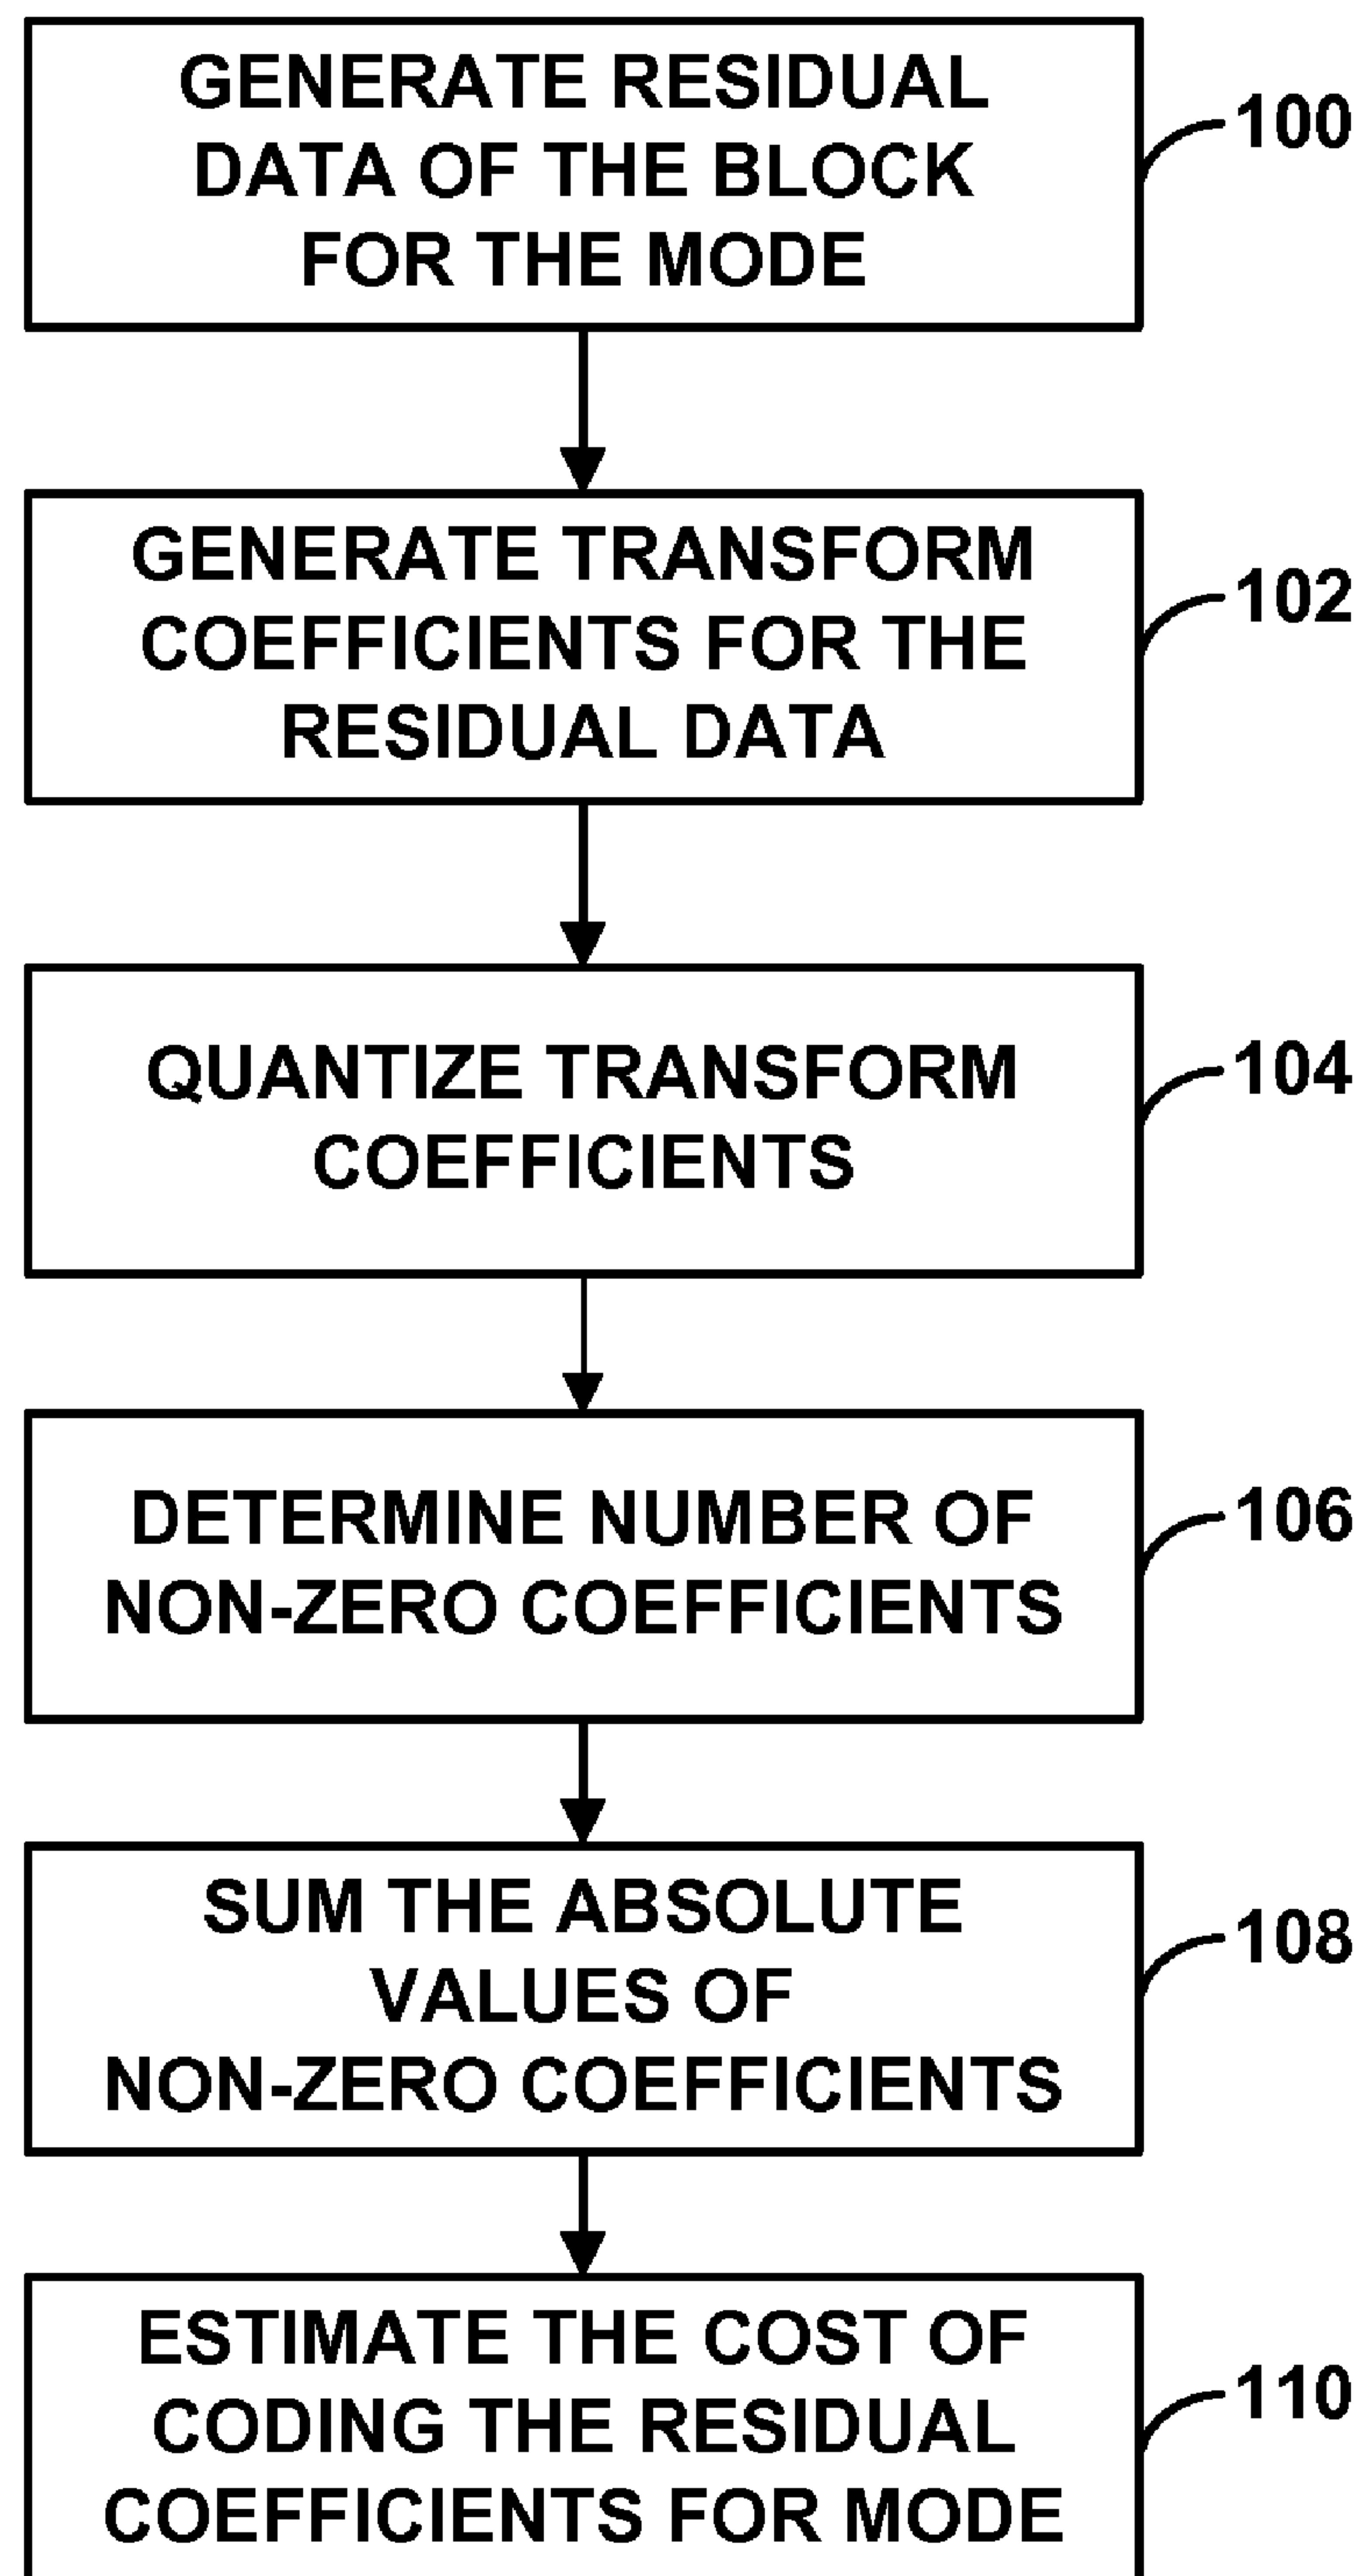 GENERATE RESIDUAL
DATA OF THE BLOCK
FOR THE MODE
100
GENERATE TRANSFORM
COEFFICIENTS FOR THE
RESIDUAL DATA
102
QUANTIZE TRANSFORM
COEFFICIENTS
104
DETERMINE NUMBER OF
NON-ZERO COEFFICIENTS
106
SUM THE ABSOLUTE
VALUES OF
NON-ZERO COEFFICIENTS
108
ESTIMATE THE COST OF
CODING THE RESIDUAL
COEFFICIENTS FOR MODE
110